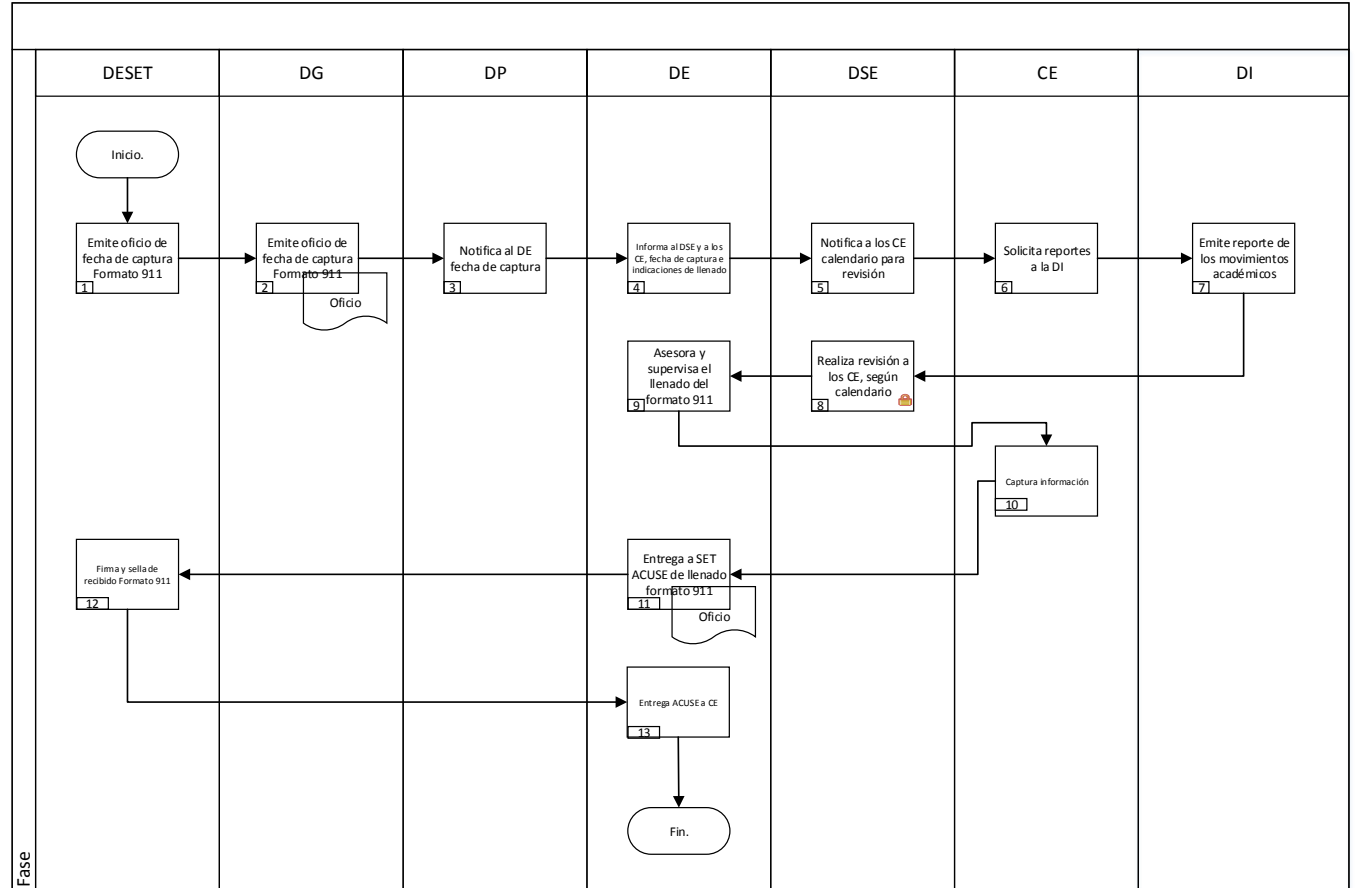 DESET
DG
DP
DE
DSE
CE
DI
Inicio.
Emite oficio de
fecha de captura
Formato 911
1
Emite oficio de
fecha de captura
Formato 911
2
Oficio
Notifica al DE
fecha de captura
3
Informa al DSE y a los
CE, fecha de captura e
indicaciones de llenado
4
Notifica a los CE
calendario para
revisión
5
Solicita reportes
a la DI
6
Emite reporte de
los movimientos
académicos
7
Realiza revisión a
los CE, según
calendario
8
Asesora y
supervisa el
llenado del
formato 911
9
Captura información
10
Entrega a SET
ACUSE de llenado
formato 911
11
Oficio
Firma y sella de
recibido Formato 911
12
Entrega ACUSE a CE
13
Fin.
Fase